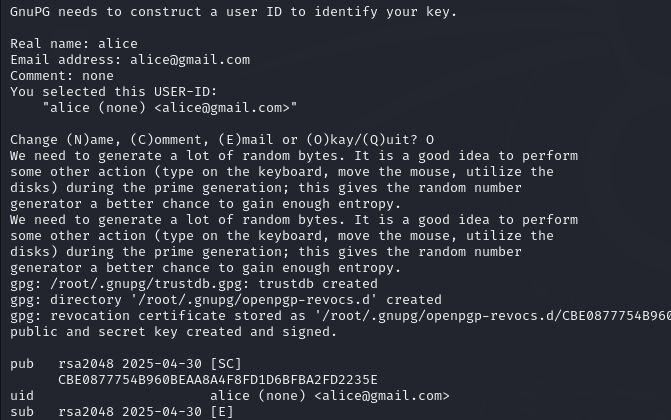 GnuPG needs to construct a user ID to identify your key.
Real name: alice
Email address: alice@gmail.com
Comment: none
You selected this USER-ID:
"alice (none) <alice@gmail.com>"
Change (N)ame, (C)omment, (E)mail or (O)kay/(Q)uit? O
We need to generate a lot of random bytes. It is a good idea to perform
some other action (type on the keyboard, move the mouse, utilize the
disks) during the prime generation; this gives the random number
generator a better chance to gain enough entropy.
We need to generate a lot of random bytes. It is a good idea to perform
some other action (type on the keyboard, move the mouse, utilize the
disks) during the prime generation; this gives the random number
generator a better chance to gain enough entropy.
gpg: /root/.gnupg/trustdb.gpg: trustdb created
gpg: directory '/root/.gnupg/openpgp-revocs.d' created
gpg: revocation certificate stored as '/root/.gnupg/openpgp-revocs.d/CBE0877754B960
public and secret key created and signed.
pub   rsa2048 2025-04-30 [SC]
CBE0877754B960BEAA8A4F8FD1D6BFBA2FD2235E
uid                      alice (none) <alice@gmail.com>
sub   rsa2048 2025-04-30 [E]